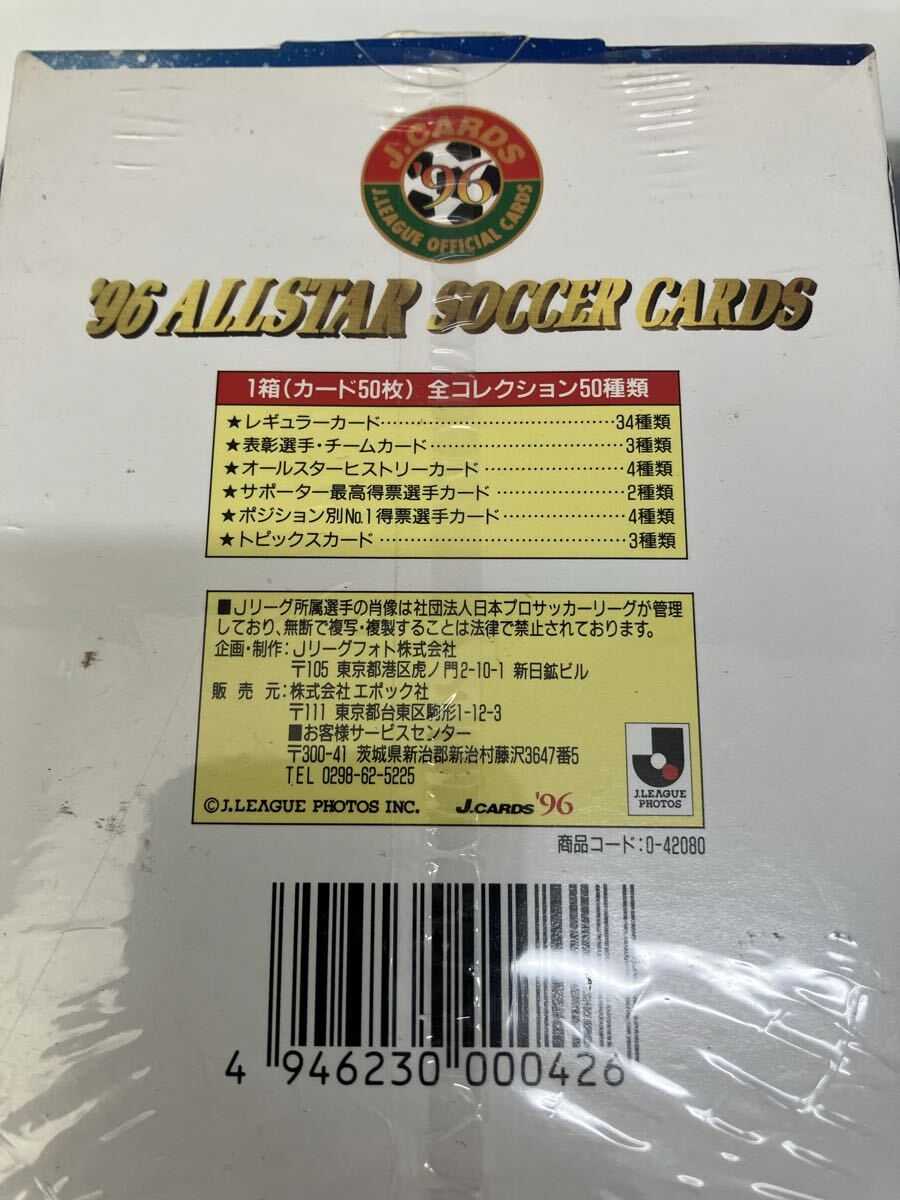 J.CARDS
'96
J.LEAGUE OFFICIAL CARDS
'96 ALLSTAR SOCCER CARDS
1箱(カード50枚) 全コレクション50種類
★レギュラーカード……………………………34種類
★表彰選手・チームカード……………………3種類
★オールスターヒストリーカード……………4種類
★サポーター最高得票選手カード……………2種類
★ポジション別No.1得票選手カード…………4種類
★トピックスカード……………………………3種類
■Jリーグ所属選手の肖像は社団法人日本プロサッカーリーグが管理
しており、無断で複写・複製することは法律で禁止されております。
企画・制作:Jリーグフォト株式会社
〒105 東京都港区虎ノ門2-10-1 新日鉱ビル
販売元:株式会社エポック社
〒111 東京都台東区駒形1-12-3
■お客様サービスセンター
〒300-41 茨城県新治郡新治村藤沢3647番5
TEL 0298-62-5225
J.LEAGUE
PHOTOS
©J.LEAGUE PHOTOS INC. J.CARDS '96
商品コード:0-42080
4 946230 000426